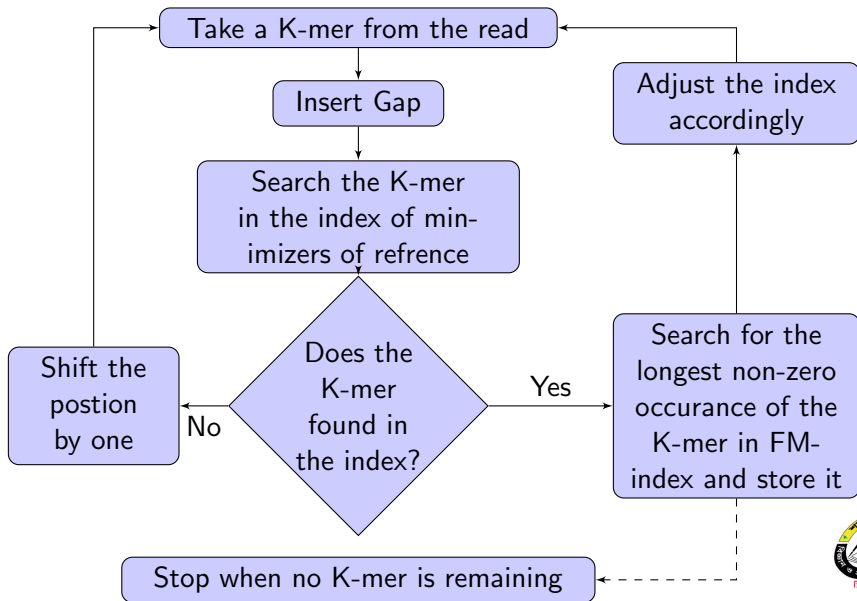 Take a K-mer from the read
Insert Gap
Adjust the index
accordingly
Search the K-mer
in the index of min-
imizers of refrence
Does the
K-mer
found in
the index?
Shift the
postion
by one
No
Yes
Search for the
longest non-zero
occurance of the
K-mer in FM-
index and store it
Stop when no K-mer is remaining